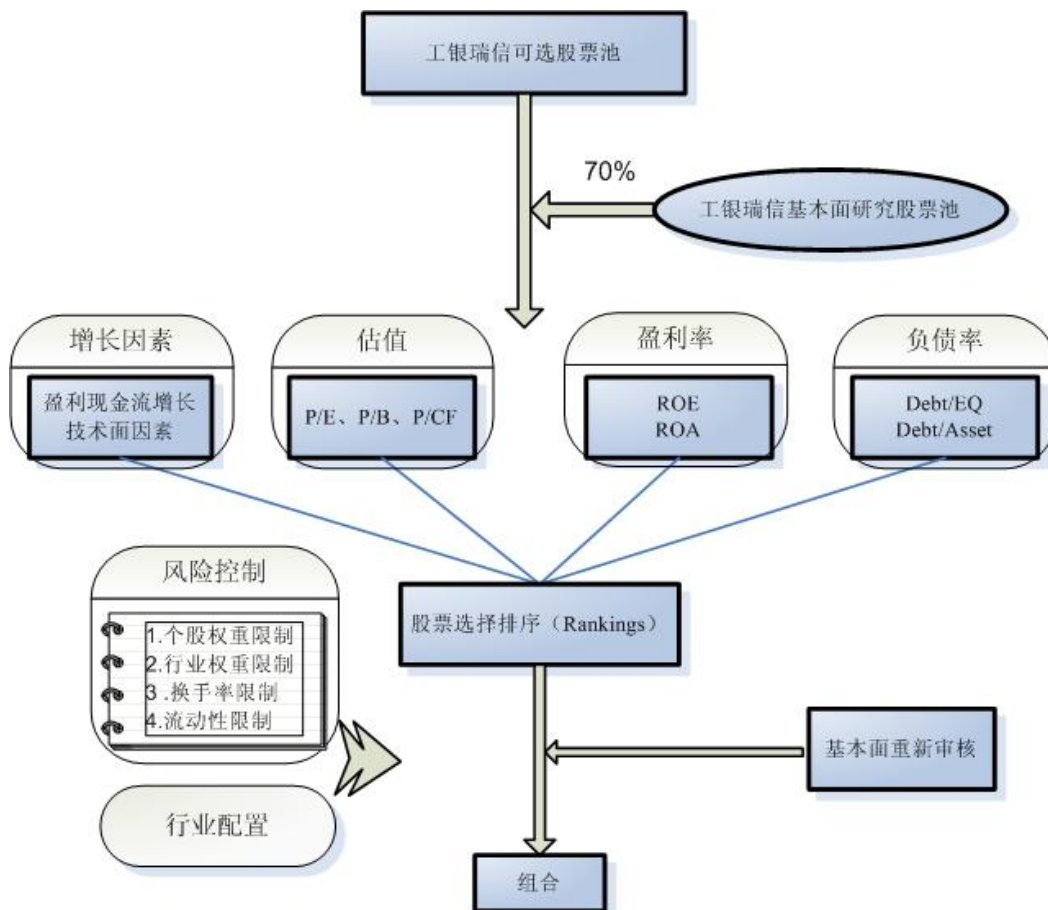 工银瑞信可选股票池
70%
工银瑞信基本面研究股票池
增长因素
盈利现金流增长
技术面因素
估值
P/E、P/B、P/CF
盈利率
ROE
ROA
负债率
Debt/EQ
Debt/Asset
风险控制
1.个股权重限制
2.行业权重限制
3 .换手率限制
4.流动性限制
股票选择排序（Rankings）
基本面重新审核
行业配置
组合